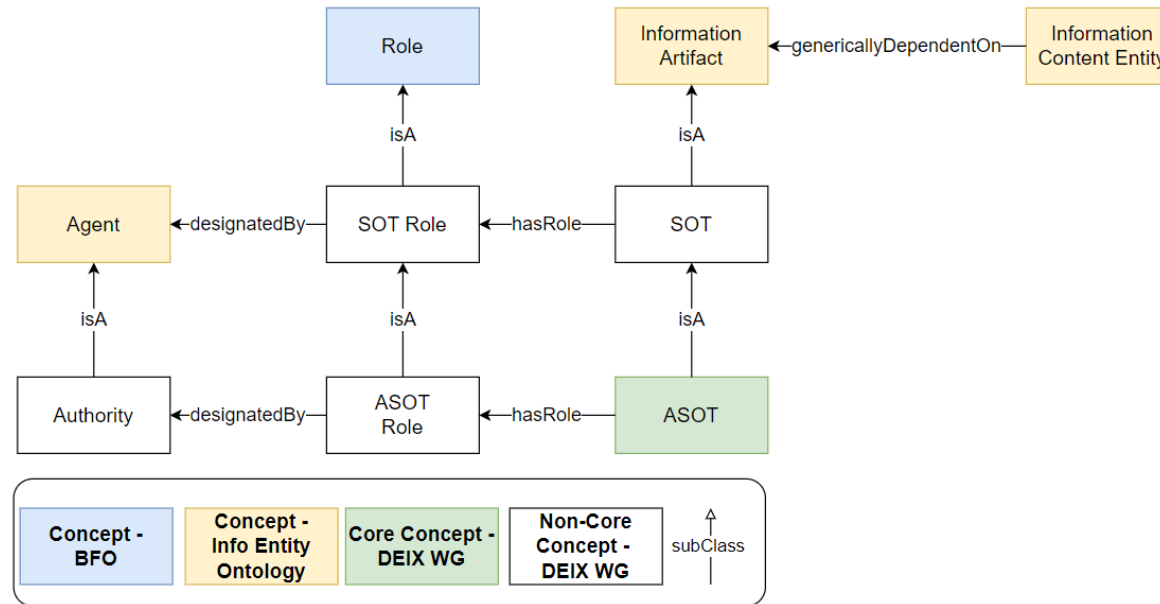 Role
Information
Artifact
genericallyDependentOn
Information
Content Entity
isA
isA
Agent
designatedBy
SOT Role
hasRole
SOT
isA
isA
isA
Authority
designatedBy
ASOT
Role
hasRole
ASOT
Concept -
BFO
Concept -
Info Entity
Ontology
Core Concept -
DEIX WG
Non-Core
Concept -
DEIX WG
subClass